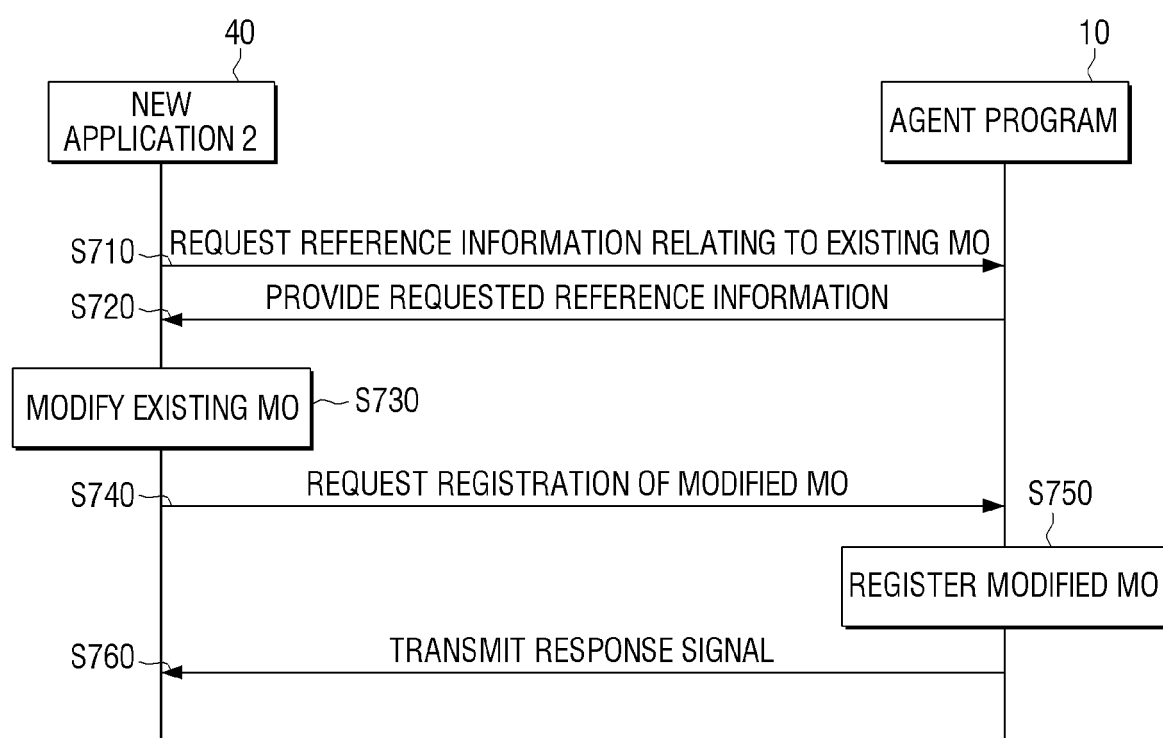 40
10
NEW
APPLICATION 2
AGENT PROGRAM
S710
REQUEST REFERENCE INFORMATION RELATING TO EXISTING MO
S720
PROVIDE REQUESTED REFERENCE INFORMATION
MODIFY EXISTING MO
S730
S740
REQUEST REGISTRATION OF MODIFIED MO
S750
REGISTER MODIFIED MO
S760
TRANSMIT RESPONSE SIGNAL